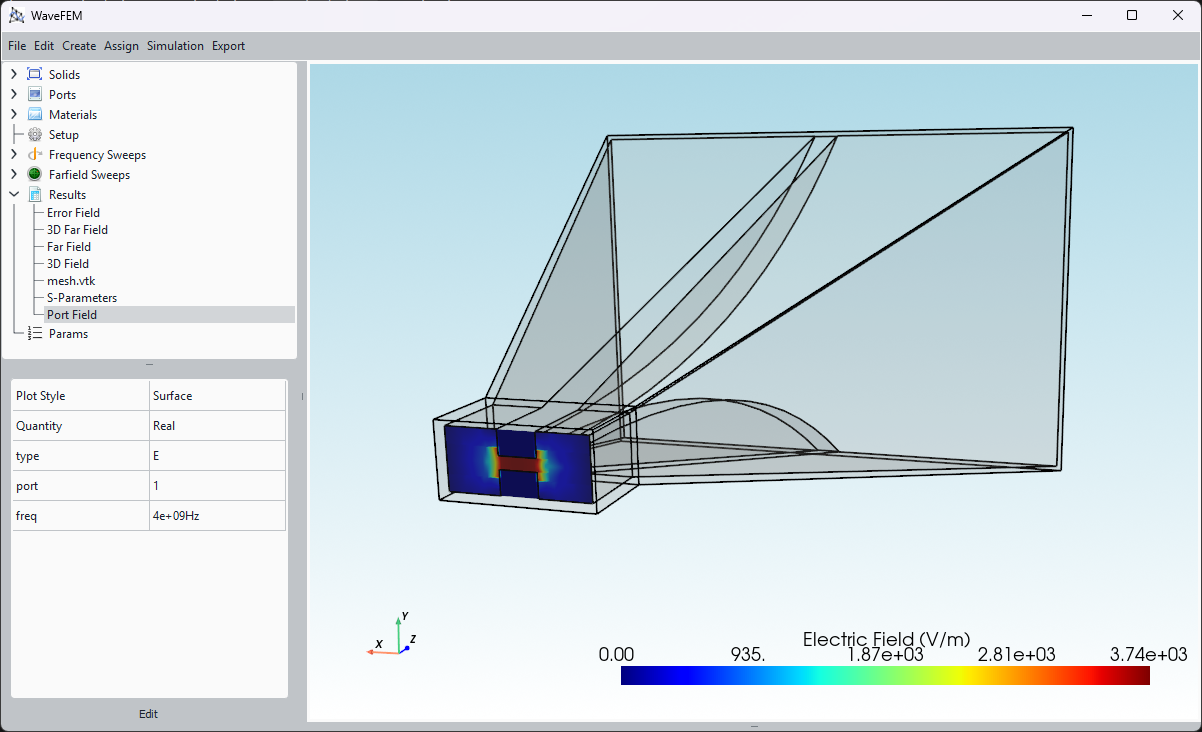 WaveFEM
File Edit Create Assign Simulation Export
Solids
Ports
Materials
Setup
Frequency Sweeps
Farfield Sweeps
Results
Error Field
3D Far Field
Far Field
3D Field
mesh.vtk
S-Parameters
Port Field
Params
Plot Style Surface
Quantity Real
type E
port 1
freq 4e+09Hz
Edit
Y
X Z
Electric Field (V/m)
0.00 935. 1.87e+03 2.81e+03 3.74e+03